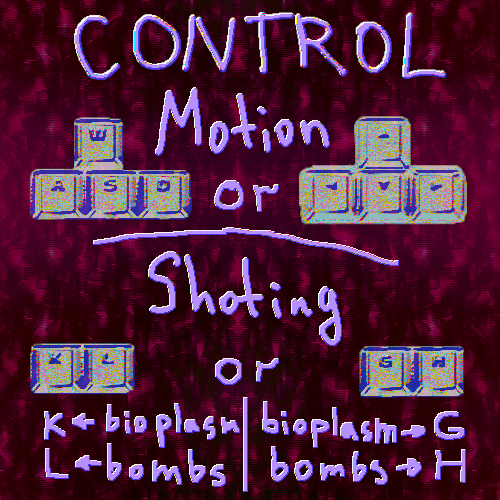 CONTROL
Motion
W
A S D or
Shoting
K L or G H
K ← bioplasm | bioplasm → G
L ← bombs | bombs → H